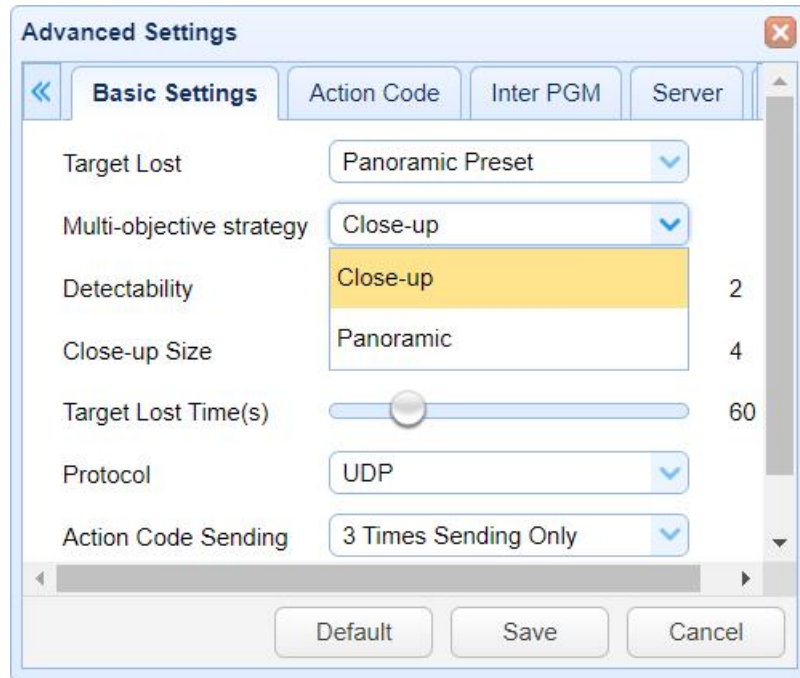 Advanced Settings
Basic Settings Action Code Inter PGM Server
Target Lost Panoramic Preset
Multi-objective strategy Close-up
Close-up
Detectability 2
Panoramic
Close-up Size 4
Target Lost Time(s) 60
Protocol UDP
Action Code Sending 3 Times Sending Only
Default Save Cancel